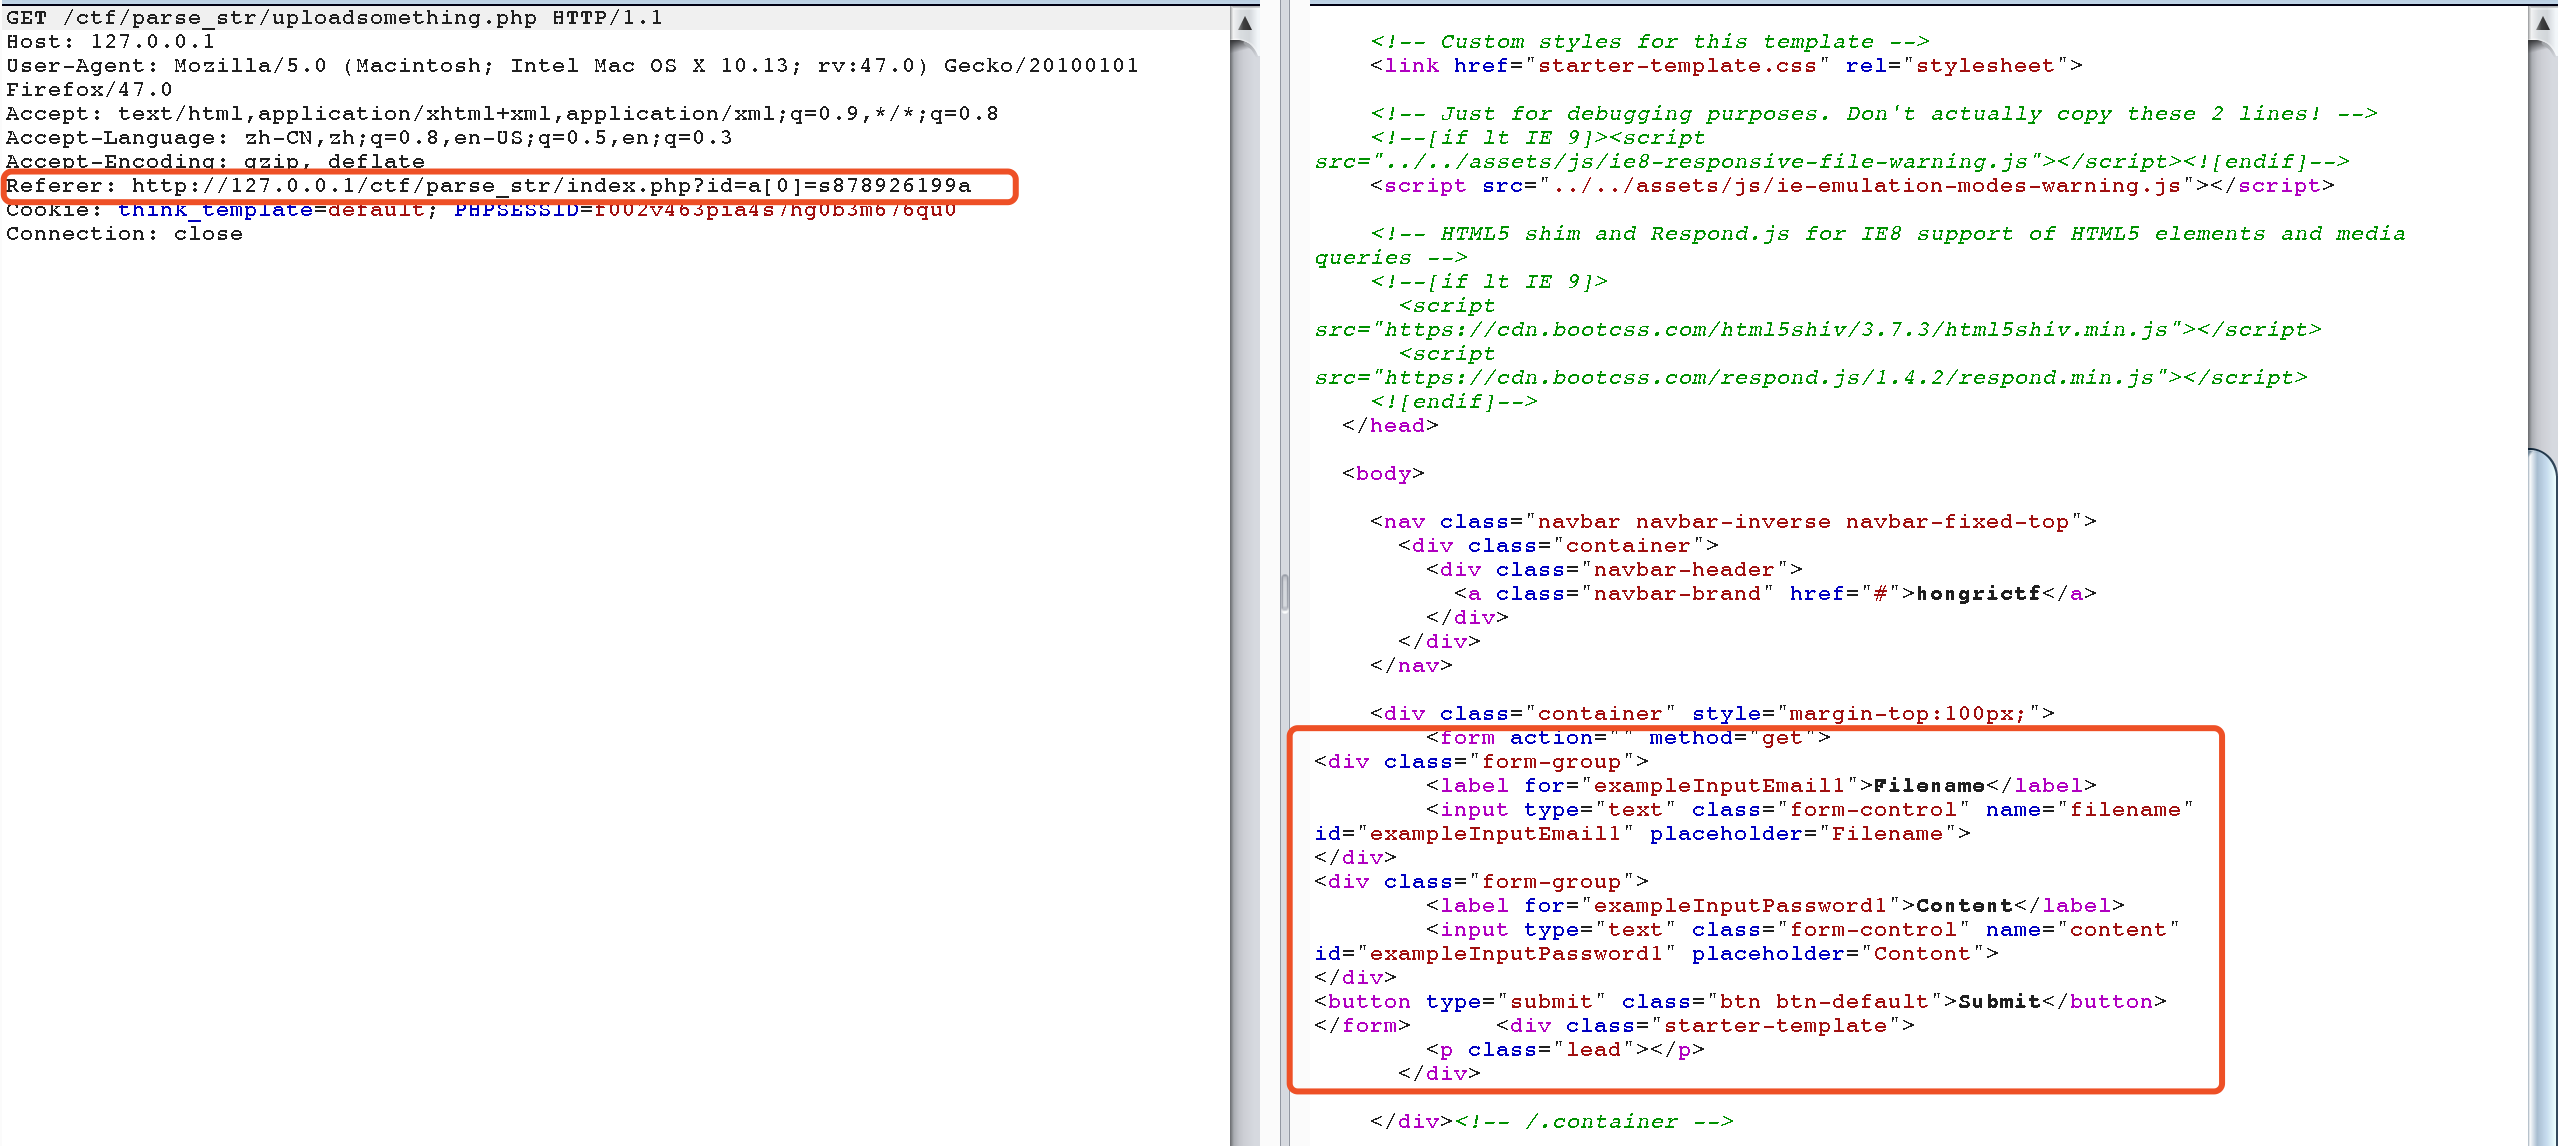 GET /ctf/parse_str/uploadsomething.php HTTP/1.1
Host: 127.0.0.1
User-Agent: Mozilla/5.0 (Macintosh; Intel Mac OS X 10.13; rv:47.0) Gecko/20100101
Firefox/47.0
Accept: text/html,application/xhtml+xml,application/xml;q=0.9,*/*;q=0.8
Accept-Language: zh-CN,zh;q=0.8,en-US;q=0.5,en;q=0.3
Accept-Encoding: gzip, deflate
Referer: http://127.0.0.1/ctf/parse_str/index.php?id=a[0]=s878926199a
Cookie: think_template=default; PHPSESSID=f002v463pia4s7hg0b3m676qu0
Connection: close
<!-- Custom styles for this template -->
<link href="starter-template.css" rel="stylesheet">
<!-- Just for debugging purposes. Don't actually copy these 2 lines! -->
<!--[if lt IE 9]><script
src="../../assets/js/ie8-responsive-file-warning.js"></script><![endif]-->
<script src="../../assets/js/ie-emulation-modes-warning.js"></script>
<!-- HTML5 shim and Respond.js for IE8 support of HTML5 elements and media
queries -->
<!--[if lt IE 9]>
<script
src="https://cdn.bootcss.com/html5shiv/3.7.3/html5shiv.min.js"></script>
<script
src="https://cdn.bootcss.com/respond.js/1.4.2/respond.min.js"></script>
<![endif]-->
</head>
<body>
<nav class="navbar navbar-inverse navbar-fixed-top">
<div class="container">
<div class="navbar-header">
<a class="navbar-brand" href="#">hongrictf</a>
</div>
</div>
</nav>
<div class="container" style="margin-top:100px;">
<form action="" method="get">
<div class="form-group">
<label for="exampleInputEmail1">Filename</label>
<input type="text" class="form-control" name="filename"
id="exampleInputEmail1" placeholder="Filename">
</div>
<div class="form-group">
<label for="exampleInputPassword1">Content</label>
<input type="text" class="form-control" name="content"
id="exampleInputPassword1" placeholder="Contont">
</div>
<button type="submit" class="btn btn-default">Submit</button>
</form> <div class="starter-template">
<p class="lead"></p>
</div>
</div><!-- /.container -->